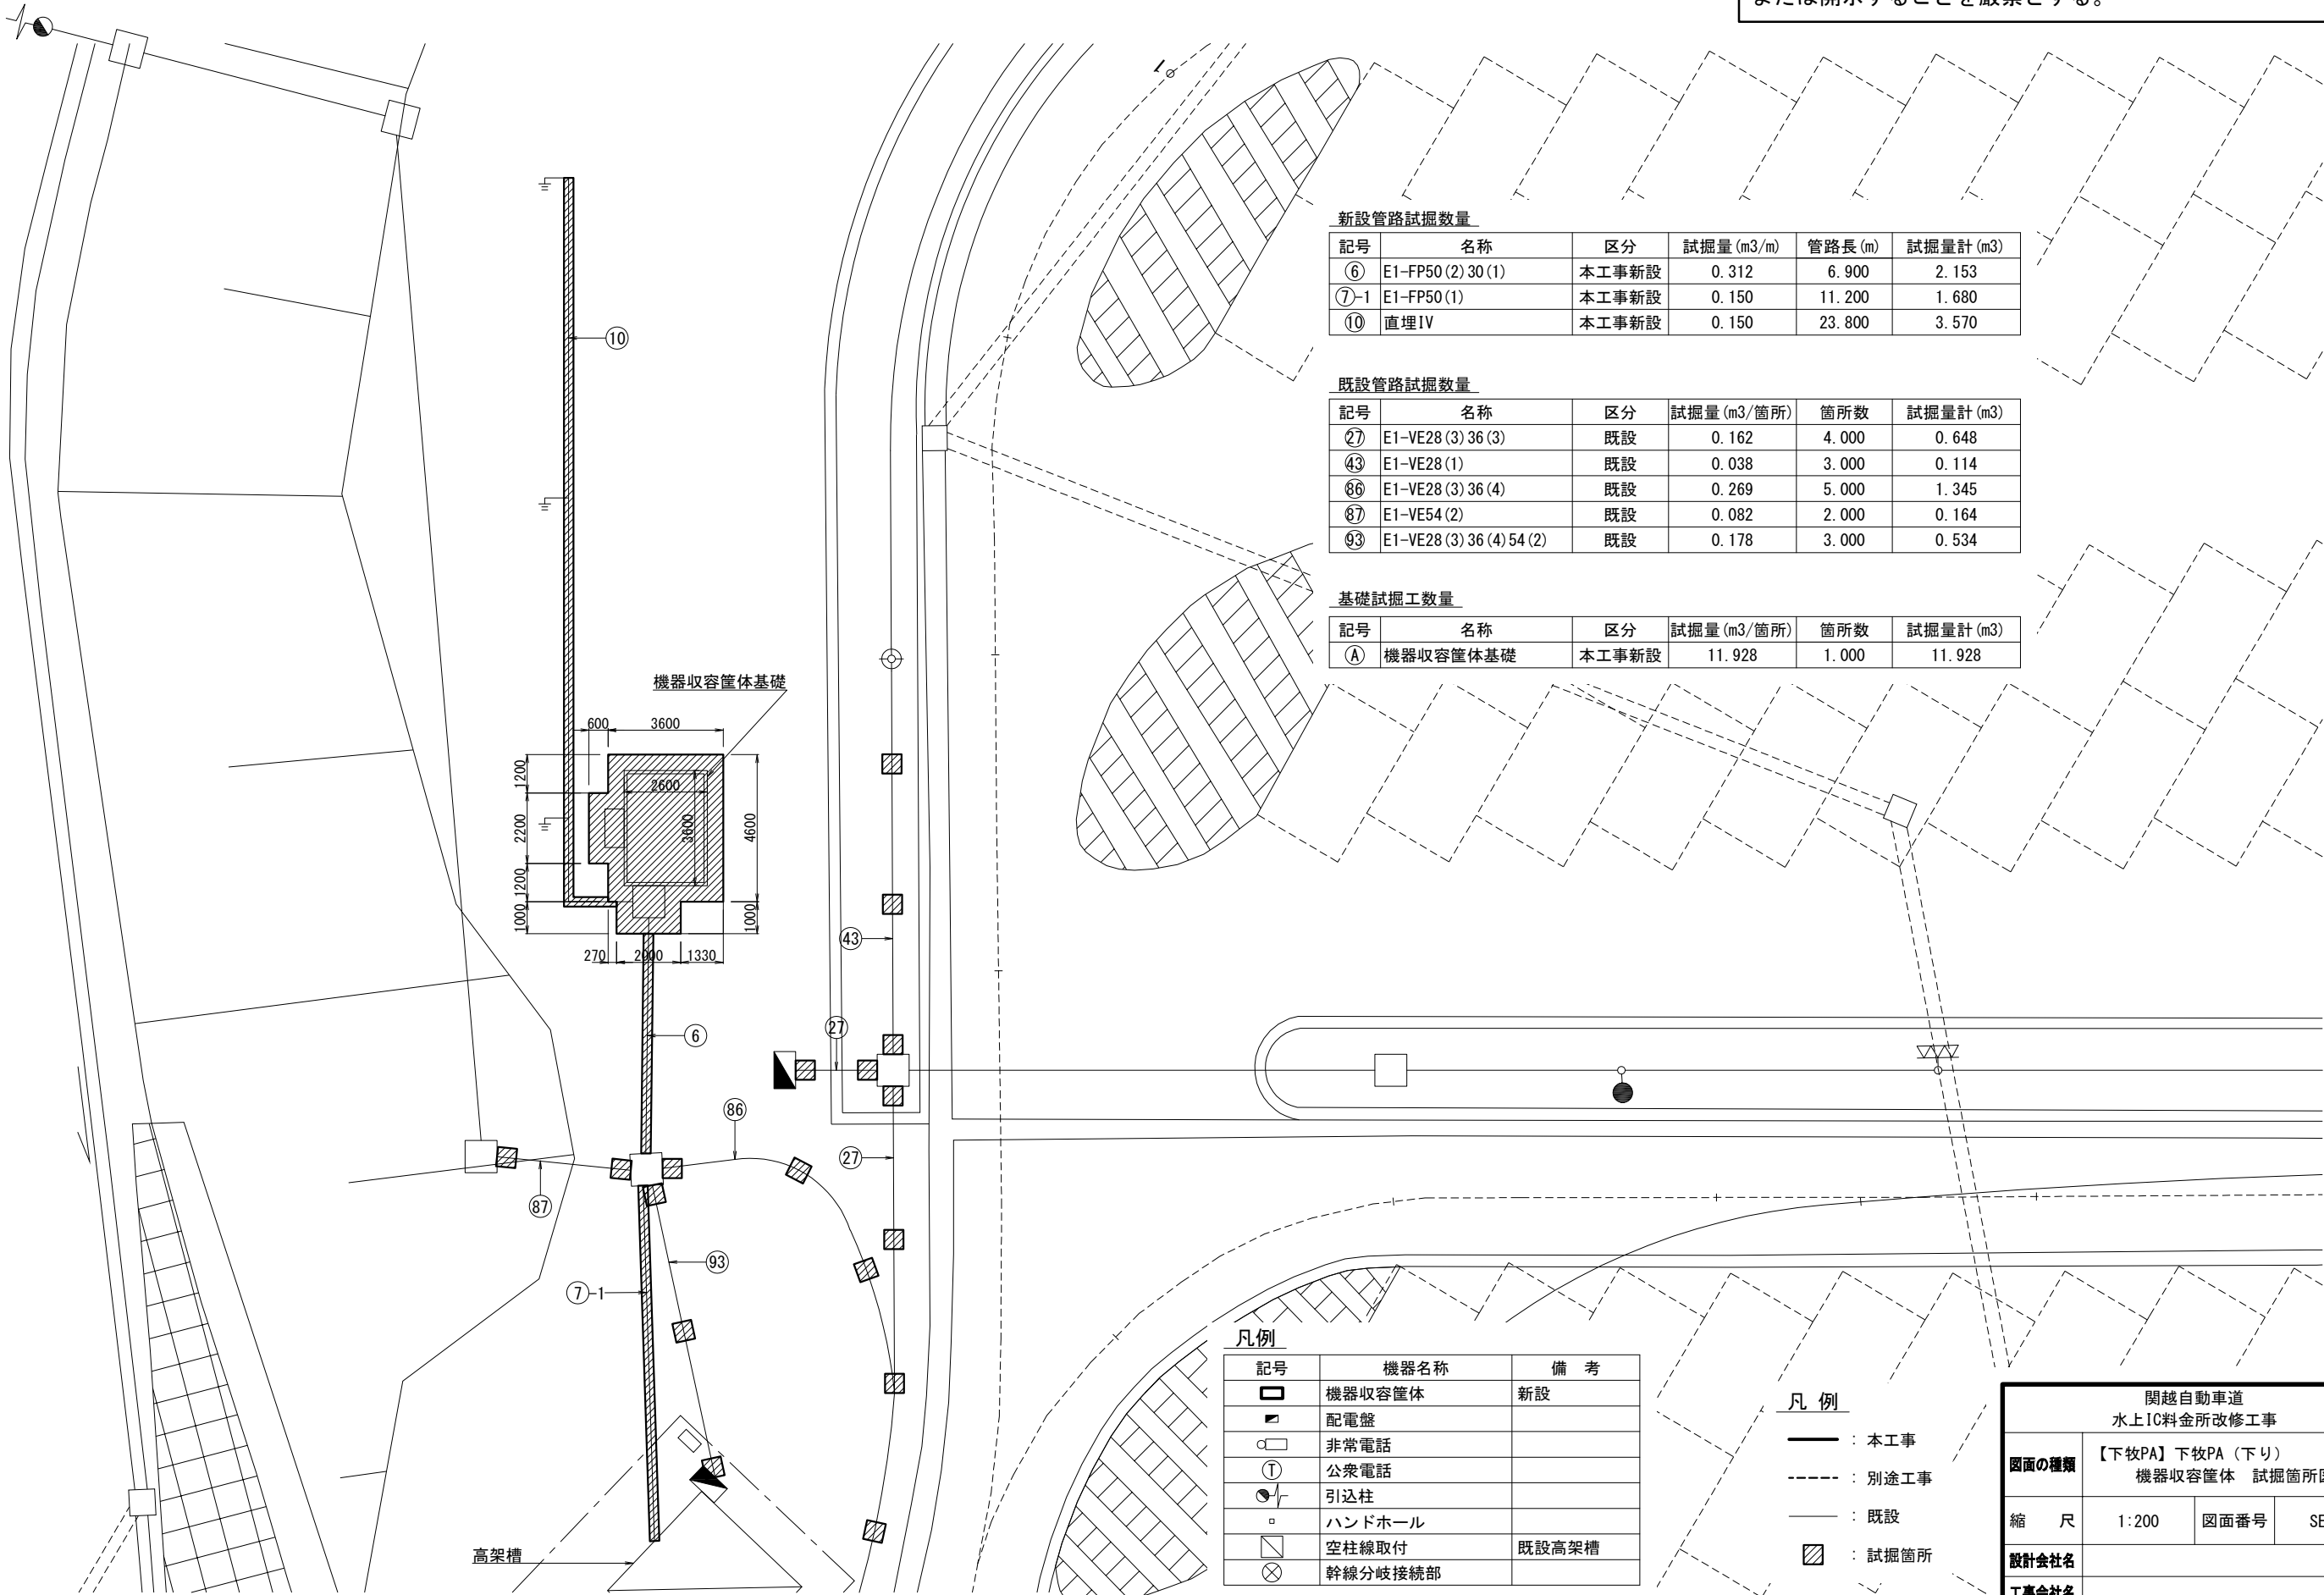 または開示することを厳禁とする。
新設管路試掘数量
記号 名称 区分 試掘量(m3/m) 管路長(m) 試掘量計(m3)
⑥ E1-FP50(2)30(1) 本工事新設 0.312 6.900 2.153
⑦-1 E1-FP50(1) 本工事新設 0.150 11.200 1.680
⑩ 直埋IV 本工事新設 0.150 23.800 3.570
既設管路試掘数量
記号 名称 区分 試掘量(m3/箇所) 箇所数 試掘量計(m3)
㉗ E1-VE28(3)36(3) 既設 0.162 4.000 0.648
㊸ E1-VE28(1) 既設 0.038 3.000 0.114
86 E1-VE28(3)36(4) 既設 0.269 5.000 1.345
87 E1-VE54(2) 既設 0.082 2.000 0.164
93 E1-VE28(3)36(4)54(2) 既設 0.178 3.000 0.534
基礎試掘工数量
記号 名称 区分 試掘量(m3/箇所) 箇所数 試掘量計(m3)
Ⓐ 機器収容筐体基礎 本工事新設 11.928 1.000 11.928
⑩
機器収容筐体基礎
600 3600
1200
2600
2200
3600
4600
1200
1000
1000
270 2000 1330
㊸
㉗
⑥
86
㉗
87
93
⑦-1
高架槽
凡例
記号 機器名称 備 考
機器収容筐体 新設
配電盤
非常電話
Ⓣ 公衆電話
引込柱
ハンドホール
空柱線取付 既設高架槽
幹線分岐接続部
凡 例
: 本工事
: 別途工事
: 既設
: 試掘箇所
関越自動車道
水上IC料金所改修工事
図面の種類 【下牧PA】下牧PA（下り）
機器収容筐体 試掘箇所図
縮 尺 1:200 図面番号 SE
設計会社名
工事会社名